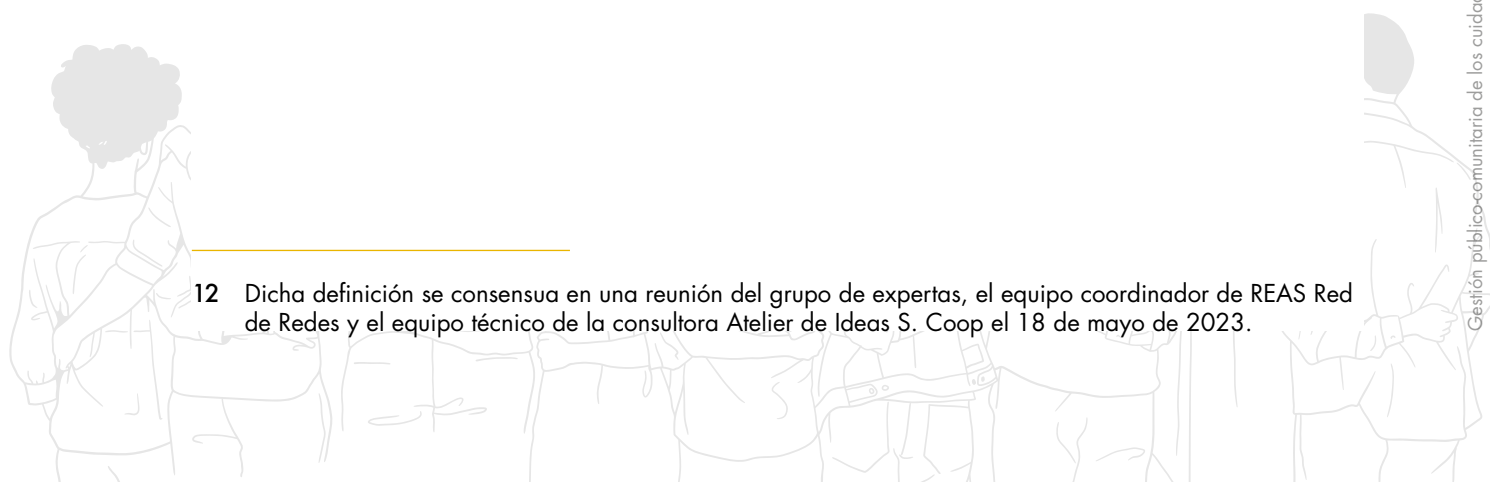 12 Dicha definición se consensua en una reunión del grupo de expertas, el equipo coordinador de REAS Red
de Redes y el equipo técnico de la consultora Atelier de Ideas S. Coop el 18 de mayo de 2023.
Gestión público-comunitaria de los